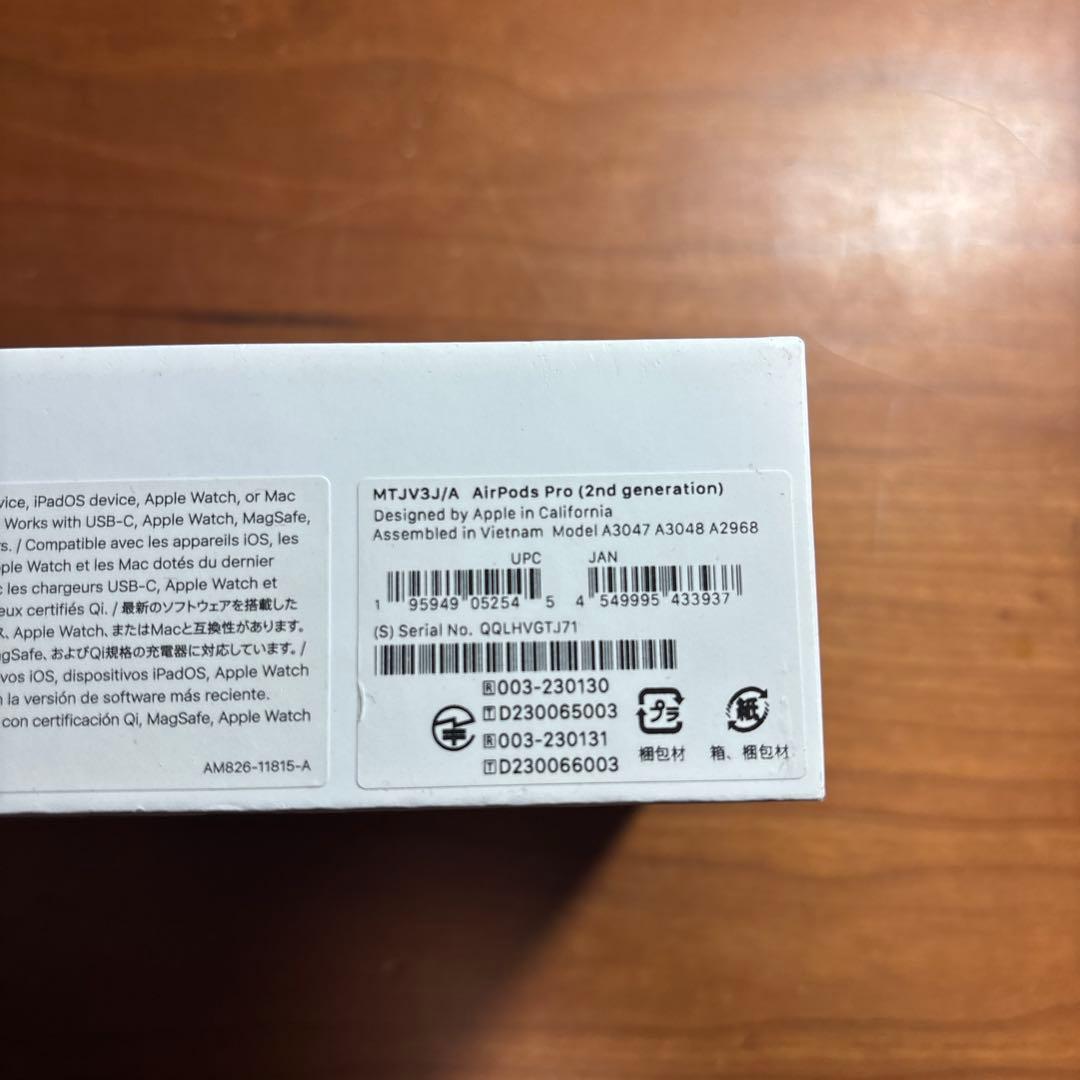 vice, iPadOS device, Apple Watch, or Mac
Works with USB-C, Apple Watch, MagSafe,
rs. / Compatible avec les appareils iOS, les
ple Watch et les Mac dotés du dernier
c les chargeurs USB-C, Apple Watch et
eux certifiés Qi. / 最新のソフトウェアを搭載した
ス、Apple Watch、またはMacと互換性があります。
agSafe、およびQi規格の充電器に対応しています。/
vos iOS, dispositivos iPadOS, Apple Watch
n la versión de software más reciente.
con certificación Qi, MagSafe, Apple Watch
AM826-11815-A
MTJV3J/A AirPods Pro (2nd generation)
Designed by Apple in California
Assembled in Vietnam Model A3047 A3048 A2968
UPC JAN
1 95949 05254 5 4 549995 433937
(S) Serial No. QQLHVGTJ71
R 003-230130
T D230065003
R 003-230131
T D230066003
プラ
梱包材
紙
箱、梱包材